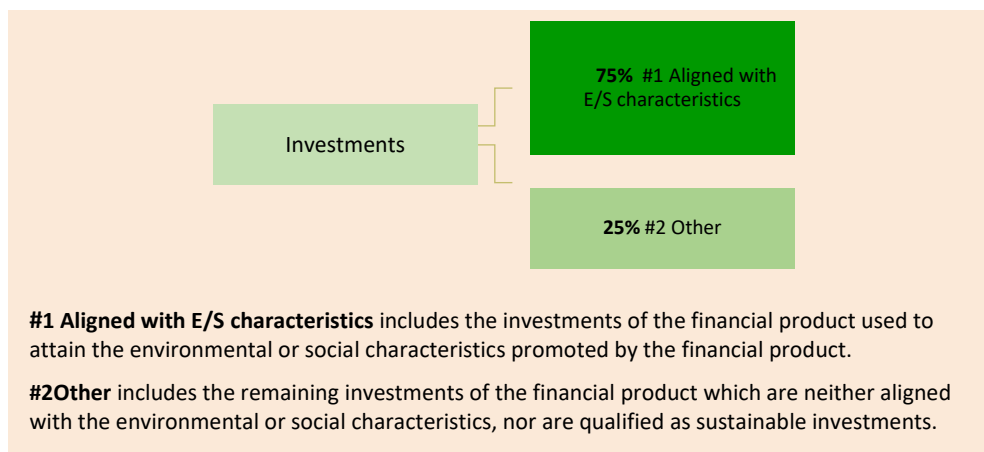 75% #1 Aligned with
E/S characteristics
Investments
25% #2 Other
#1 Aligned with E/S characteristics includes the investments of the financial product used to
attain the environmental or social characteristics promoted by the financial product.
#2Other includes the remaining investments of the financial product which are neither aligned
with the environmental or social characteristics, nor are qualified as sustainable investments.